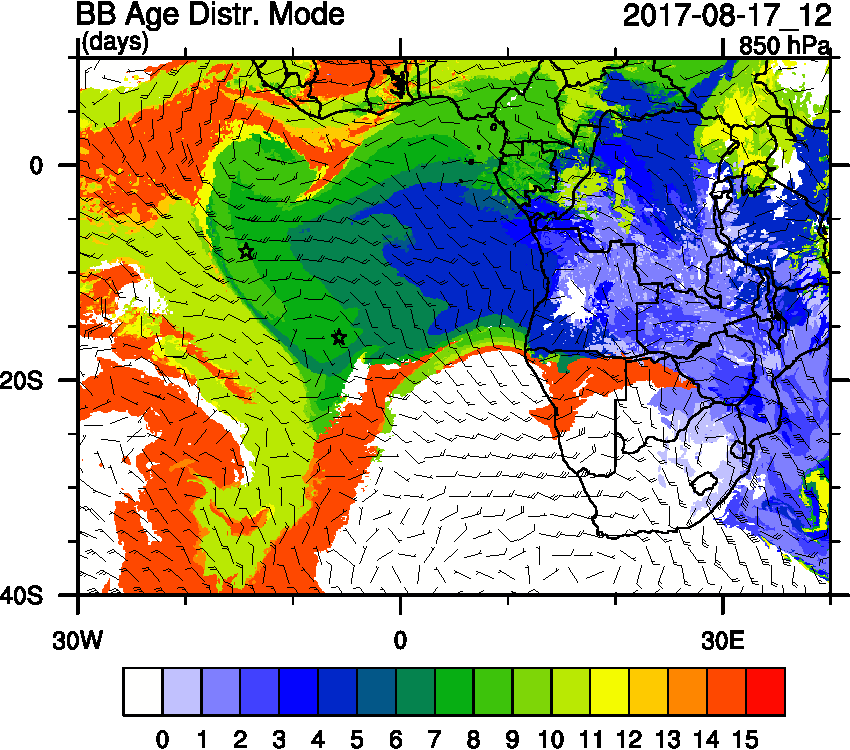 BB Age Distr. Mode 2017-08-17_12
(days) 850 hPa
0
20S
40S
30W 0 30E
0 1 2 3 4 5 6 7 8 9 10 11 12 13 14 15